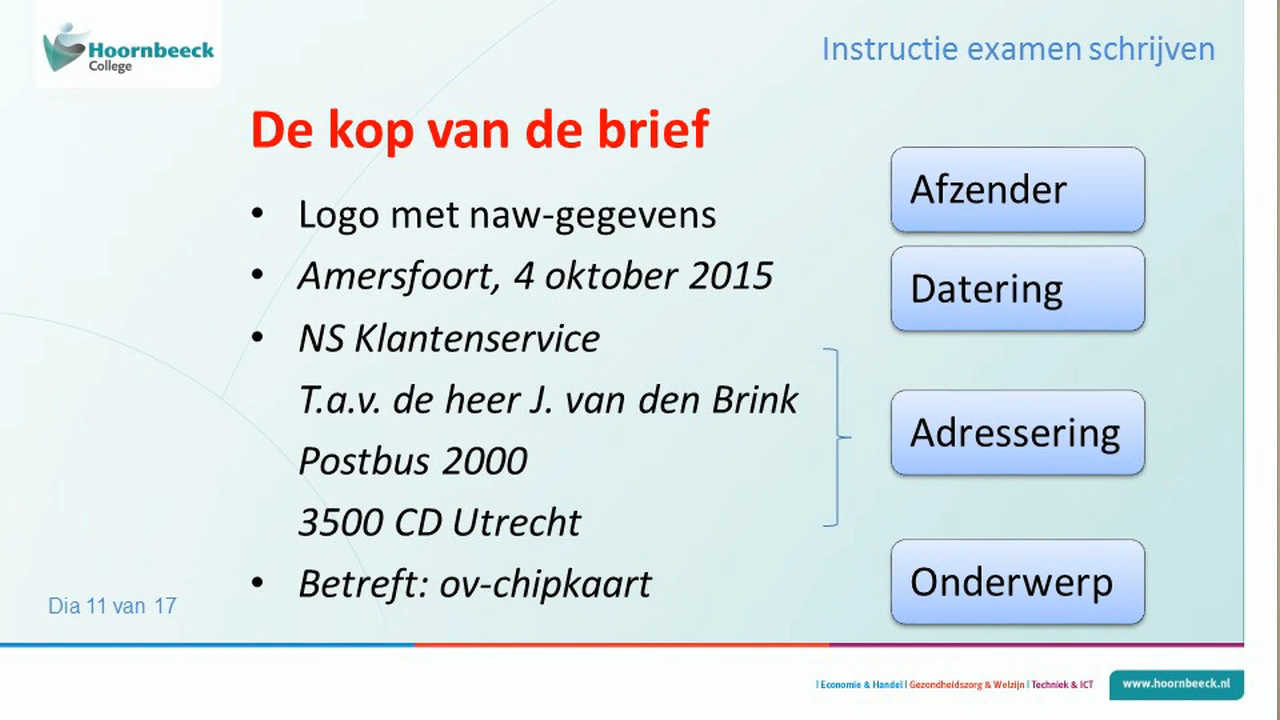 Hoornbeeck
College
Instructie examen schrijven
De kop van de brief
• Logo met naw-gegevens
Afzender
• Amersfoort, 4 oktober 2015
Datering
• NS Klantenservice
T.a.v. de heer J. van den Brink
Postbus 2000
3500 CD Utrecht
Adressering
• Betreft: ov-chipkaart
Onderwerp
Dia 11 van 17
| Economie & Handel | Gezondheidszorg & Welzijn | Techniek & ICT
www.hoornbeeck.nl